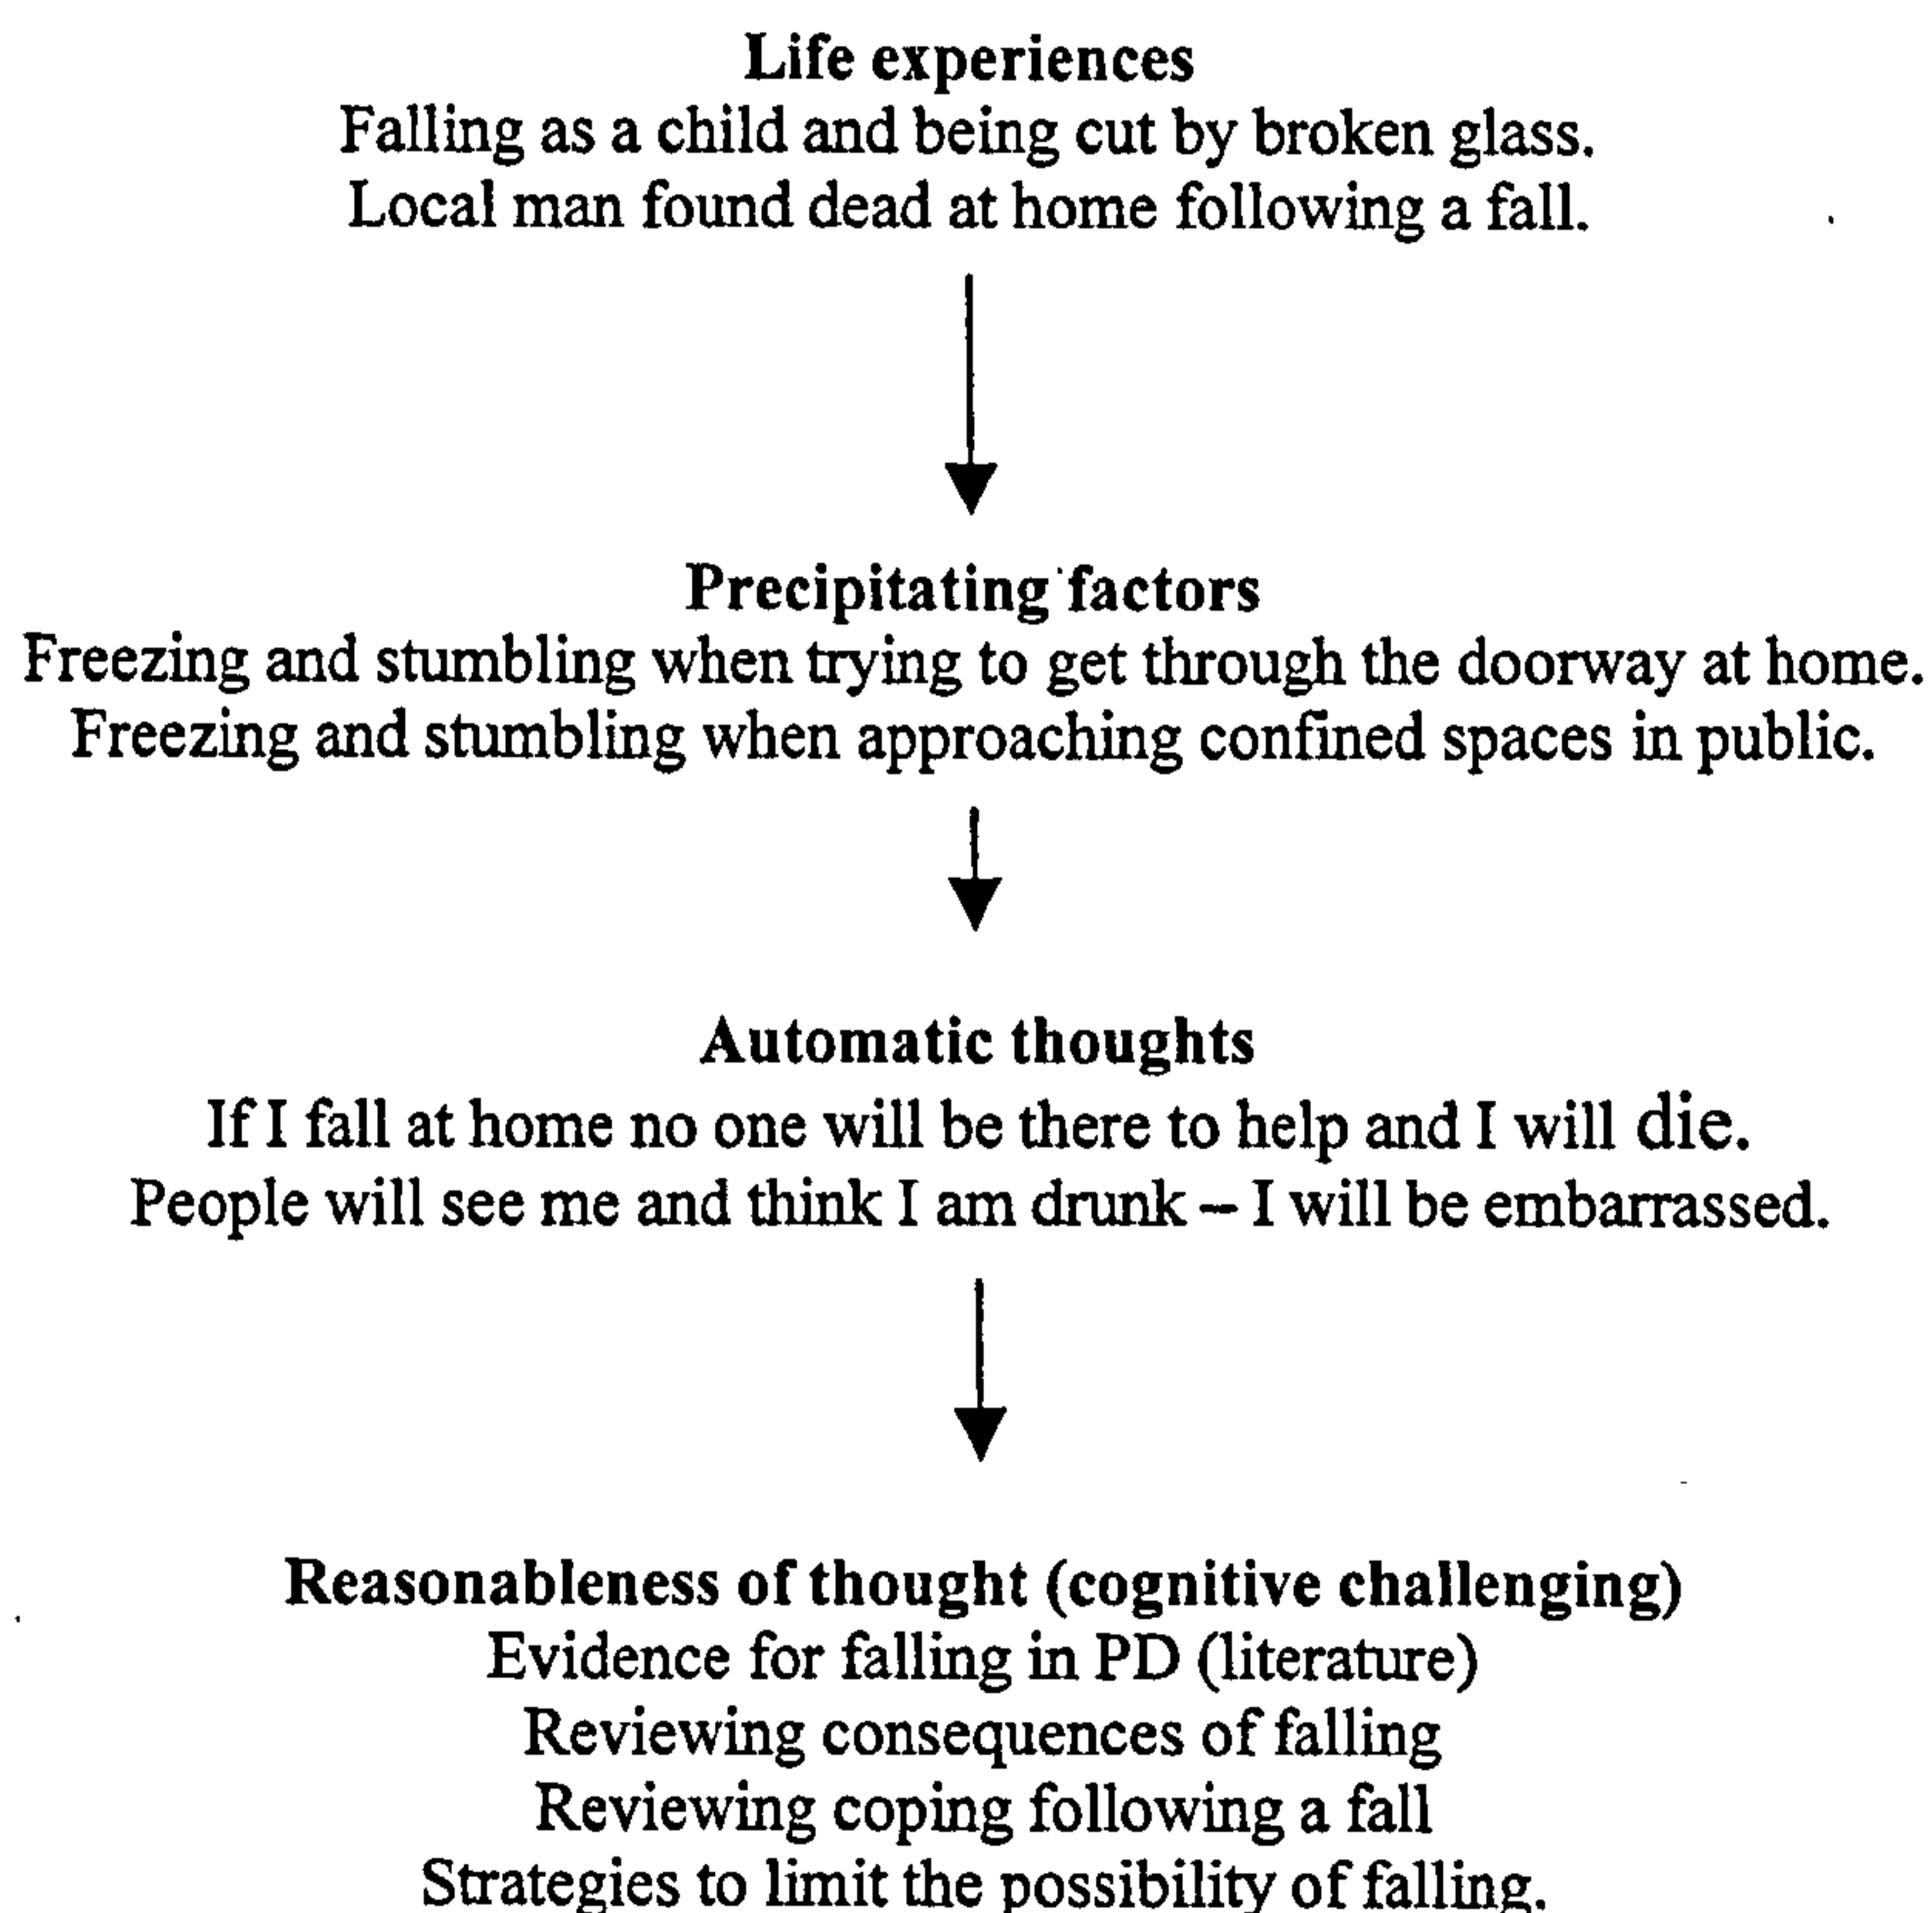 Life experiences
Falling as a child and being cut by broken glass.
Local man found dead at home following a fall.
Precipitating factors
Freezing and stumbling when trying to get through the doorway at home.
Freezing and stumbling when approaching confined spaces in public.
Automatic thoughts
If I fall at home no one will be there to help and I will die.
People will see me and think I am drunk – I will be embarrassed.
Reasonableness of thought (cognitive challenging)
Evidence for falling in PD (literature)
Reviewing consequences of falling
Reviewing coping following a fall
Strategies to limit the possibility of falling.